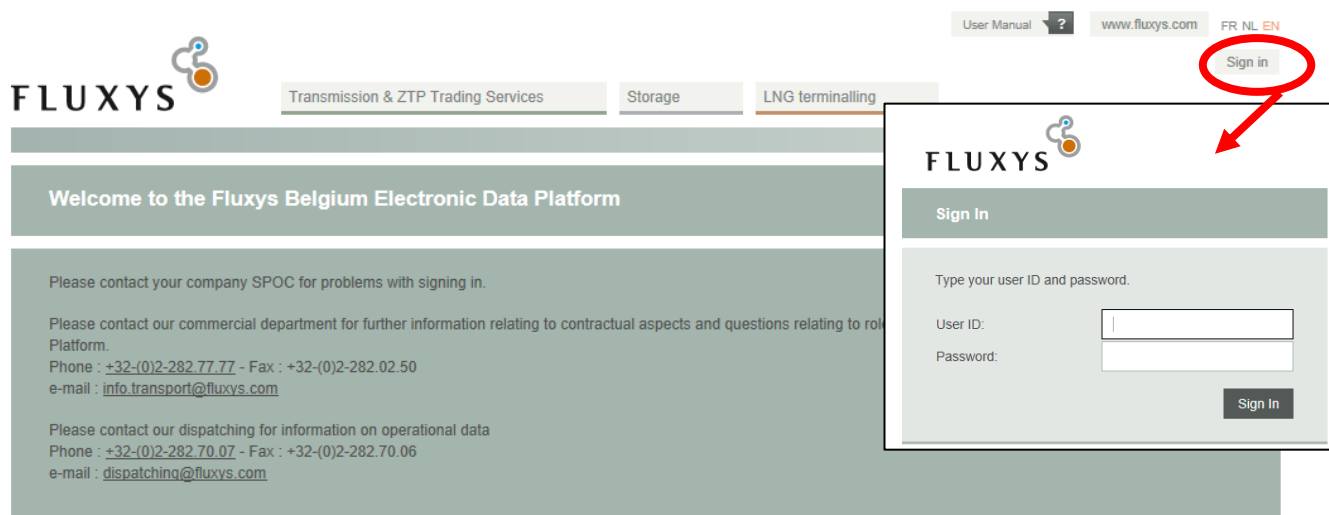 User Manual ? www.fluxys.com FR NL EN
Sign in
FLUXYS
Transmission & ZTP Trading Services Storage LNG terminalling
Welcome to the Fluxys Belgium Electronic Data Platform
Please contact your company SPOC for problems with signing in.
Please contact our commercial department for further information relating to contractual aspects and questions relating to
Platform.
Phone : +32-(0)2-282.77.77 - Fax : +32-(0)2-282.02.50
e-mail : info.transport@fluxys.com
Please contact our dispatching for information on operational data
Phone : +32-(0)2-282.70.07 - Fax : +32-(0)2-282.70.06
e-mail : dispatching@fluxys.com
FLUXYS
Sign In
Type your user ID and password.
User ID:
Password:
Sign In